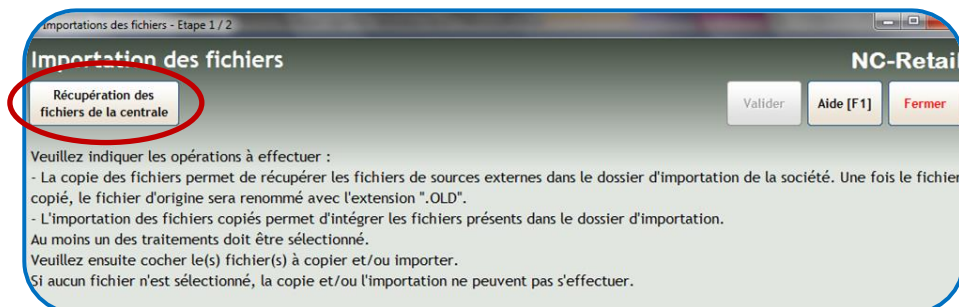 Importations des fichiers - Etape 1 / 2
Importation des fichiers
NC-Retail
Récupération des
fichiers de la centrale
Valider
Aide [F1]
Fermer
Veuillez indiquer les opérations à effectuer :
- La copie des fichiers permet de récupérer les fichiers de sources externes dans le dossier d'importation de la société. Une fois le fichier
copié, le fichier d'origine sera renommé avec l'extension ".OLD".
- L'importation des fichiers copiés permet d'intégrer les fichiers présents dans le dossier d'importation.
Au moins un des traitements doit être sélectionné.
Veuillez ensuite cocher le(s) fichier(s) à copier et/ou importer.
Si aucun fichier n'est sélectionné, la copie et/ou l'importation ne peuvent pas s'effectuer.